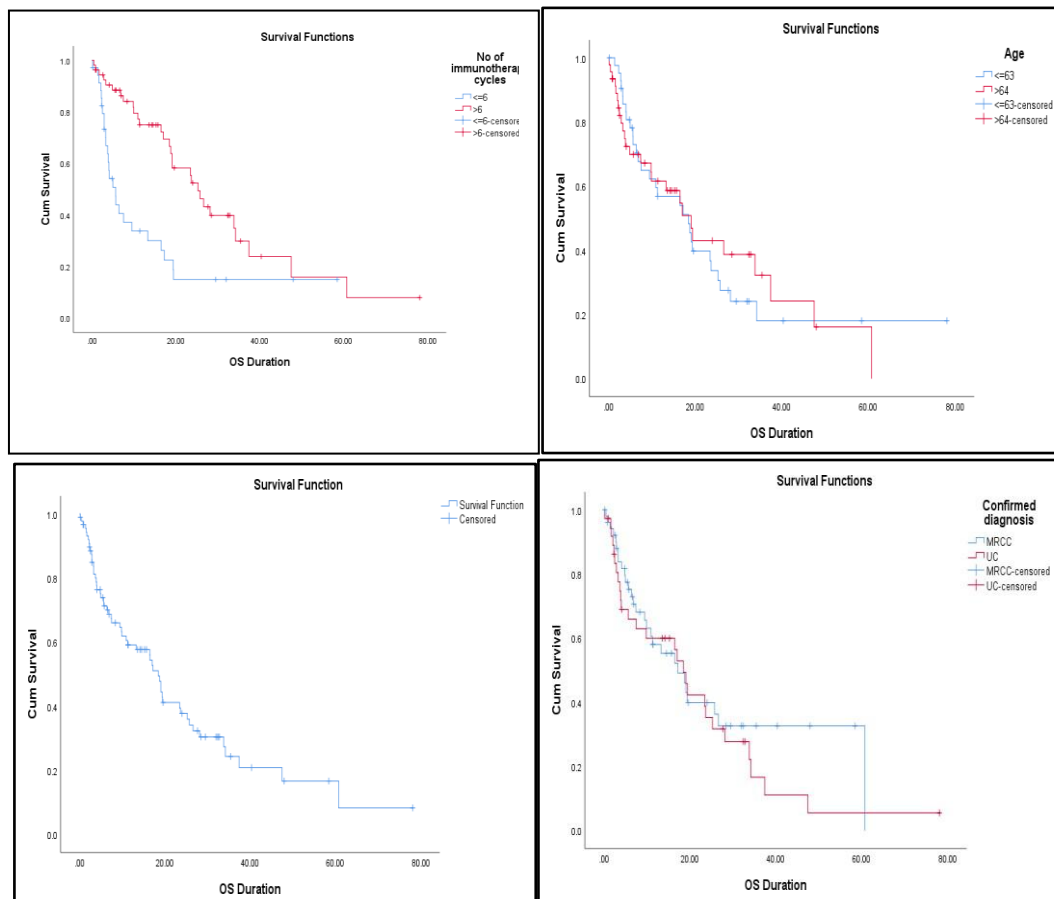 Survival Functions
No of
immunotherap
cycles
<=6
>6
<=6-censored
>6-censored
Cum Survival
1.0
0.8
0.6
0.4
0.2
0.0
.00 20.00 40.00 60.00 80.00
OS Duration
Survival Functions
Age
<=63
>64
<=63-censored
>64-censored
Cum Survival
1.0
0.8
0.6
0.4
0.2
0.0
.00 20.00 40.00 60.00 80.00
OS Duration
Survival Function
Survival Function
Censored
Cum Survival
1.0
0.8
0.6
0.4
0.2
0.0
.00 20.00 40.00 60.00 80.00
OS Duration
Survival Functions
Confirmed
diagnosis
MRCC
UC
MRCC-censored
UC-censored
Cum Survival
1.0
0.8
0.6
0.4
0.2
0.0
.00 20.00 40.00 60.00 80.00
OS Duration